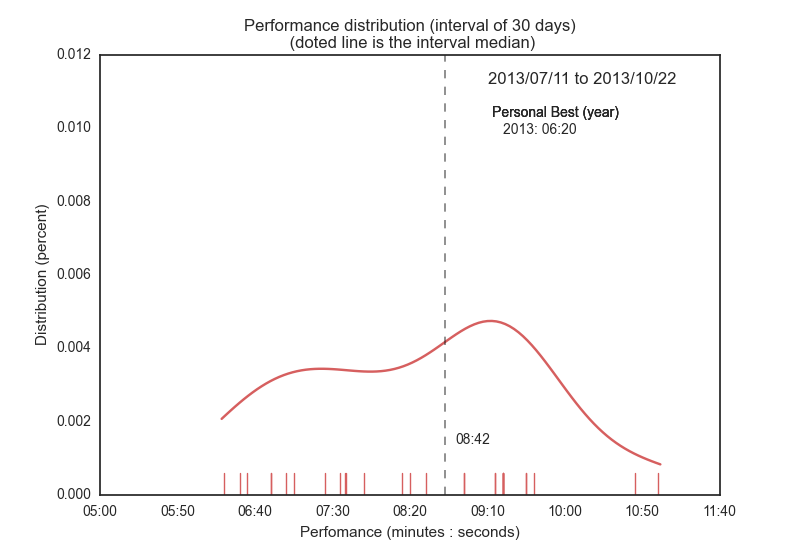 Performance distribution (interval of 30 days)
(doted line is the interval median)
0.012
0.010
0.008
0.006
0.004
0.002
0.000
Distribution (percent)
2013/07/11 to 2013/10/22
Personal Best (year)
2013: 06:20
08:42
05:00 05:50 06:40 07:30 08:20 09:10 10:00 10:50 11:40
Perfomance (minutes : seconds)